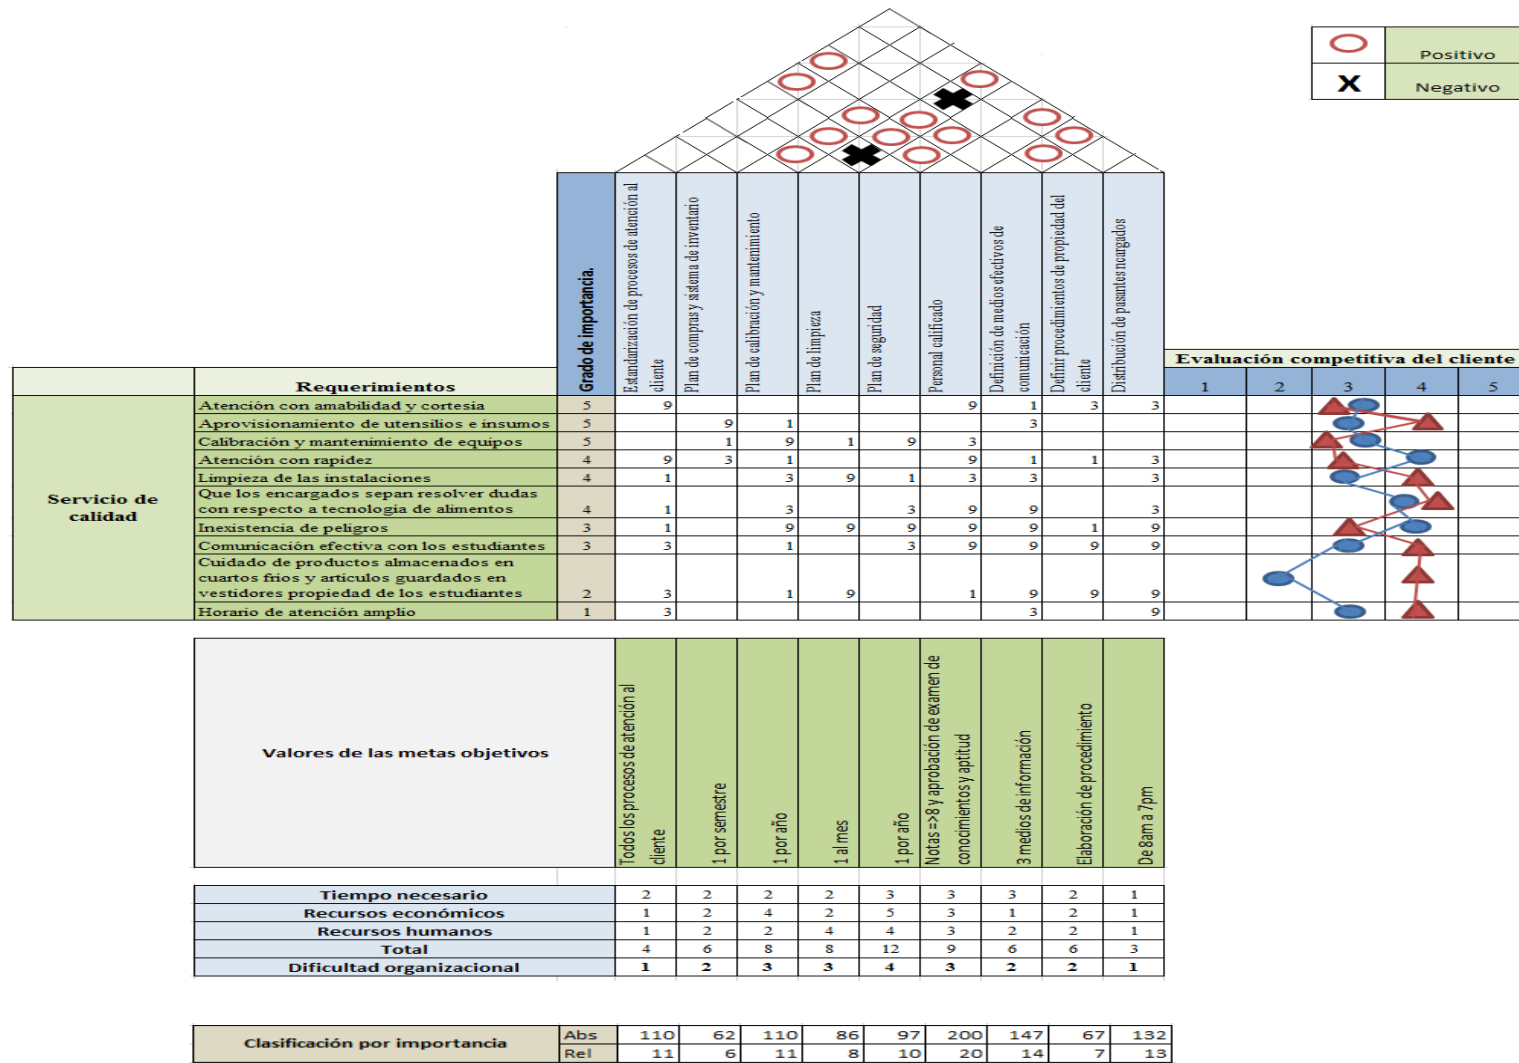 Positivo
X Negativo
Grado de importancia.
Estandarización de procesos de atención al
cliente
Plan de compras y sistema de inventario
Plan de calibración y mantenimiento
Plan de limpieza
Plan de seguridad
Personal calificado
Definición de medios efectivos de
comunicación
Definir procedimientos de propiedad del
cliente
Distribución de pasantes ncargados
Evaluación competitiva del cliente
Requerimientos 1 2 3 4 5
Servicio de
calidad
Atención con amabilidad y cortesía 5 9 9 1 3 3
Aprovisionamiento de utensilios e insumos 5 9 1 3
Calibración y mantenimiento de equipos 5 1 9 1 9 3
Atención con rapidez 4 9 3 1 9 1 1 3
Limpieza de las instalaciones 4 1 3 9 1 3 3 3
Que los encargados sepan resolver dudas
con respecto a tecnología de alimentos 4 1 3 3 9 9 3
Inexistencia de peligros 3 1 9 9 9 9 9 1 9
Comunicación efectiva con los estudiantes 3 3 1 3 9 9 9 9
Cuidado de productos almacenados en
cuartos fríos y artículos guardados en
vestidores propiedad de los estudiantes 2 3 1 9 1 9 9 9
Horario de atención amplio 1 3 3 9
Valores de las metas objetivos
Todos los procesos de atención al
cliente
1 por semestre
1 por año
1 al mes
1 por año
Notas =>8 y aprobación de examen de
conocimientos y aptitud
3 medios de información
Elaboración de procedimiento
De 8am a 7pm
Tiempo necesario 2 2 2 2 3 3 3 2 1
Recursos económicos 1 2 4 2 5 3 1 2 1
Recursos humanos 1 2 2 4 4 3 2 2 1
Total 4 6 8 8 12 9 6 6 3
Dificultad organizacional 1 2 3 3 4 3 2 2 1
Clasificación por importancia
Abs 110 62 110 86 97 200 147 67 132
Rel 11 6 11 8 10 20 14 7 13